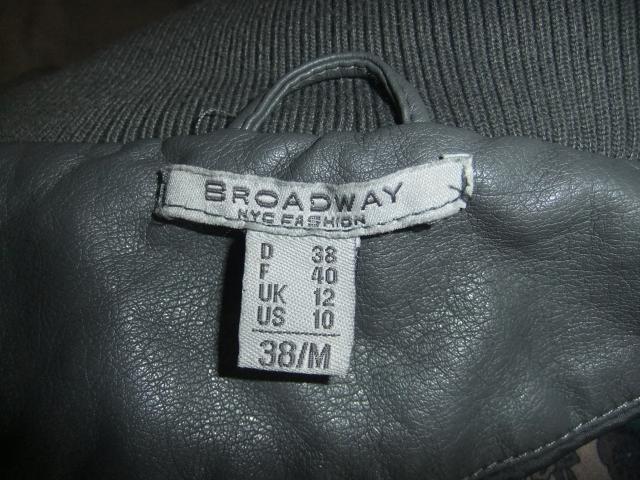 BROADWAY
NYC FASHION
D 38
F 40
UK 12
US 10
38/M